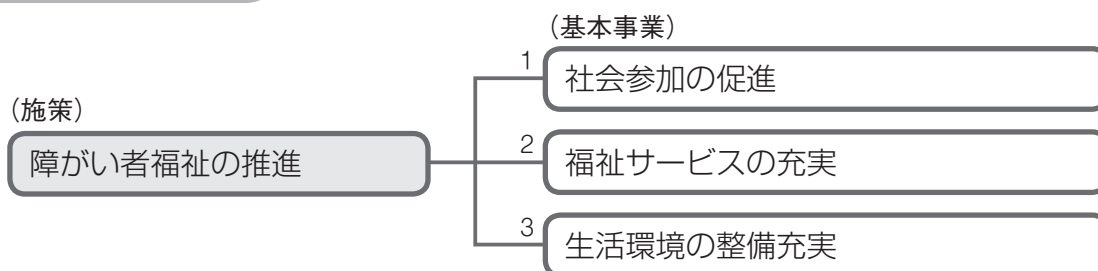 （基本事業）
1 社会参加の促進
（施策）
障がい者福祉の推進
2 福祉サービスの充実
3 生活環境の整備充実